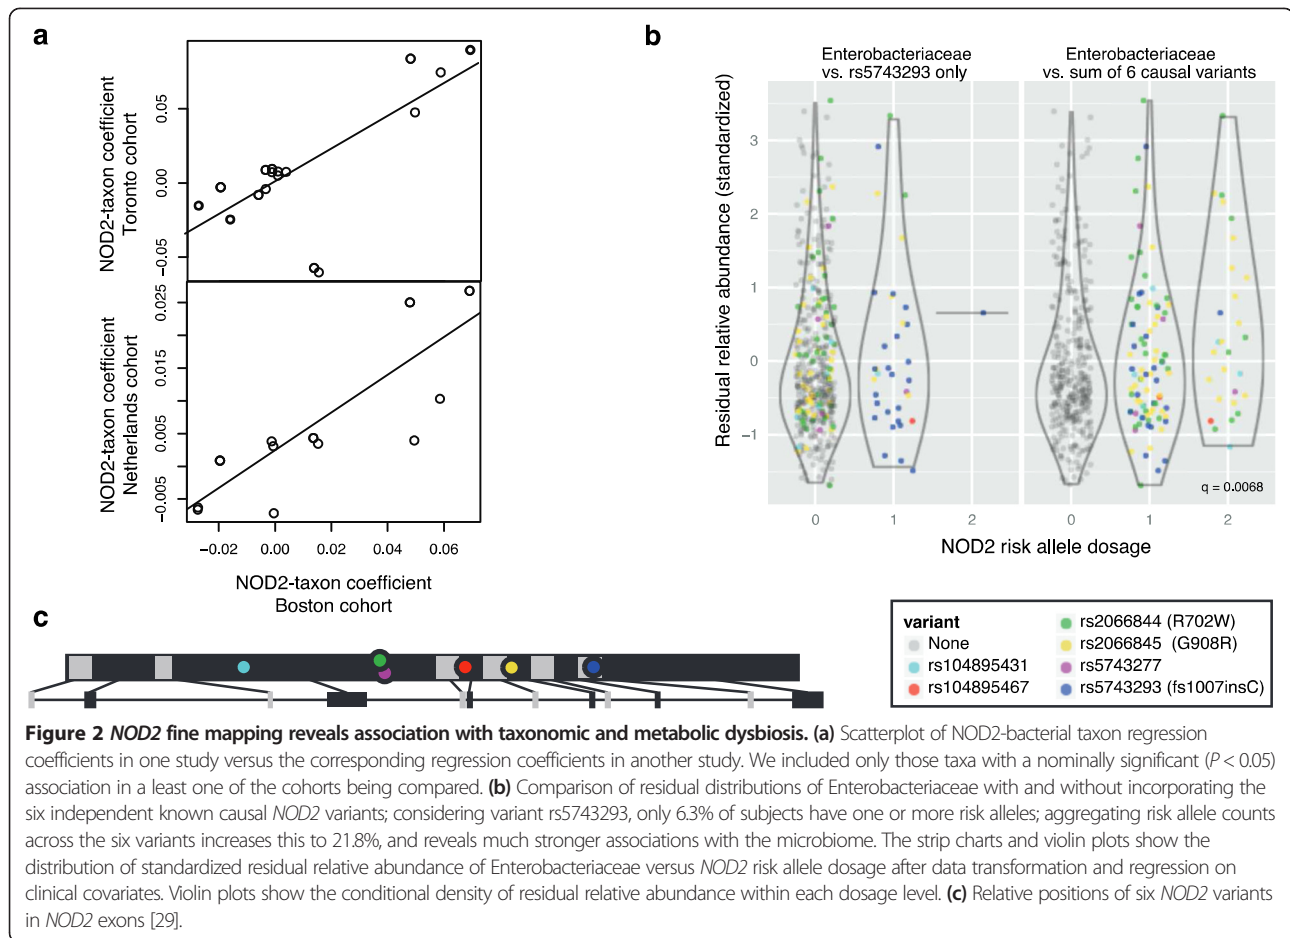 a
NOD2-taxon coefficient
Toronto cohort
0.05
0.00
−0.05
NOD2-taxon coefficient
Netherlands cohort
0.025
0.015
0.005
−0.005
−0.02 0.00 0.02 0.04 0.06
NOD2-taxon coefficient
Boston cohort
b
Enterobacteriaceae
vs. rs5743293 only
Enterobacteriaceae
vs. sum of 6 causal variants
Residual relative abundance (standardized)
3
2
1
0
−1
q = 0.0068
0 1 2 0 1 2
NOD2 risk allele dosage
c
variant
None
rs104895431
rs104895467
rs2066844 (R702W)
rs2066845 (G908R)
rs5743277
rs5743293 (fs1007insC)
Figure 2 NOD2 fine mapping reveals association with taxonomic and metabolic dysbiosis. (a) Scatterplot of NOD2-bacterial taxon regression
coefficients in one study versus the corresponding regression coefficients in another study. We included only those taxa with a nominally significant (P < 0.05)
association in a least one of the cohorts being compared. (b) Comparison of residual distributions of Enterobacteriaceae with and without incorporating the
six independent known causal NOD2 variants; considering variant rs5743293, only 6.3% of subjects have one or more risk alleles; aggregating risk allele counts
across the six variants increases this to 21.8%, and reveals much stronger associations with the microbiome. The strip charts and violin plots show the
distribution of standardized residual relative abundance of Enterobacteriaceae versus NOD2 risk allele dosage after data transformation and regression on
clinical covariates. Violin plots show the conditional density of residual relative abundance within each dosage level. (c) Relative positions of six NOD2 variants
in NOD2 exons [29].